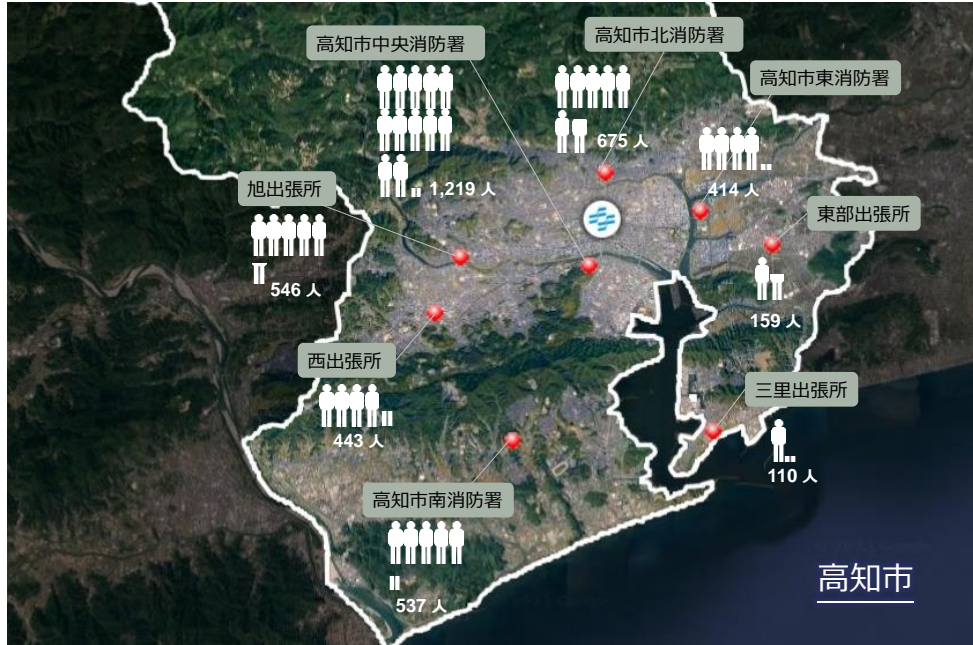 高知市中央消防署
1,219 人
高知市北消防署
675 人
高知市東消防署
414 人
旭出張所
546 人
東部出張所
159 人
西出張所
443 人
三里出張所
110 人
高知市南消防署
537 人
高知市